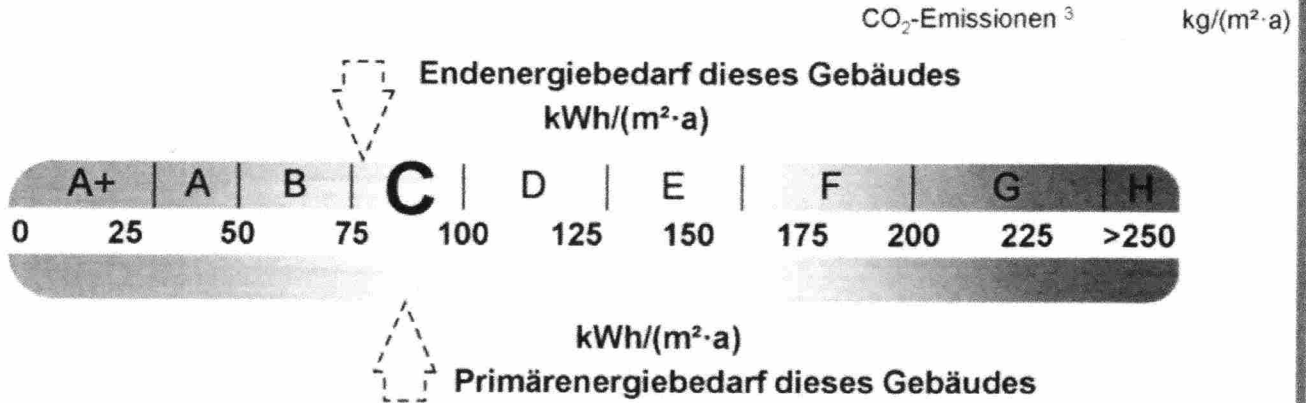 CO₂-Emissionen ³ kg/(m²·a)
Endenergiebedarf dieses Gebäudes
kWh/(m²·a)
A+ A B C D E F G H
0 25 50 75 100 125 150 175 200 225 >250
kWh/(m²·a)
Primärenergiebedarf dieses Gebäudes